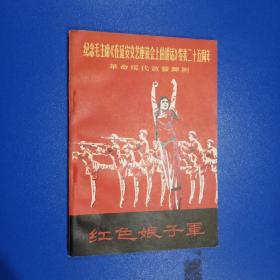 纪念毛主席《在延安文艺座谈会上的讲话》发表二十五周年
革命现代芭蕾舞剧
红色娘子军